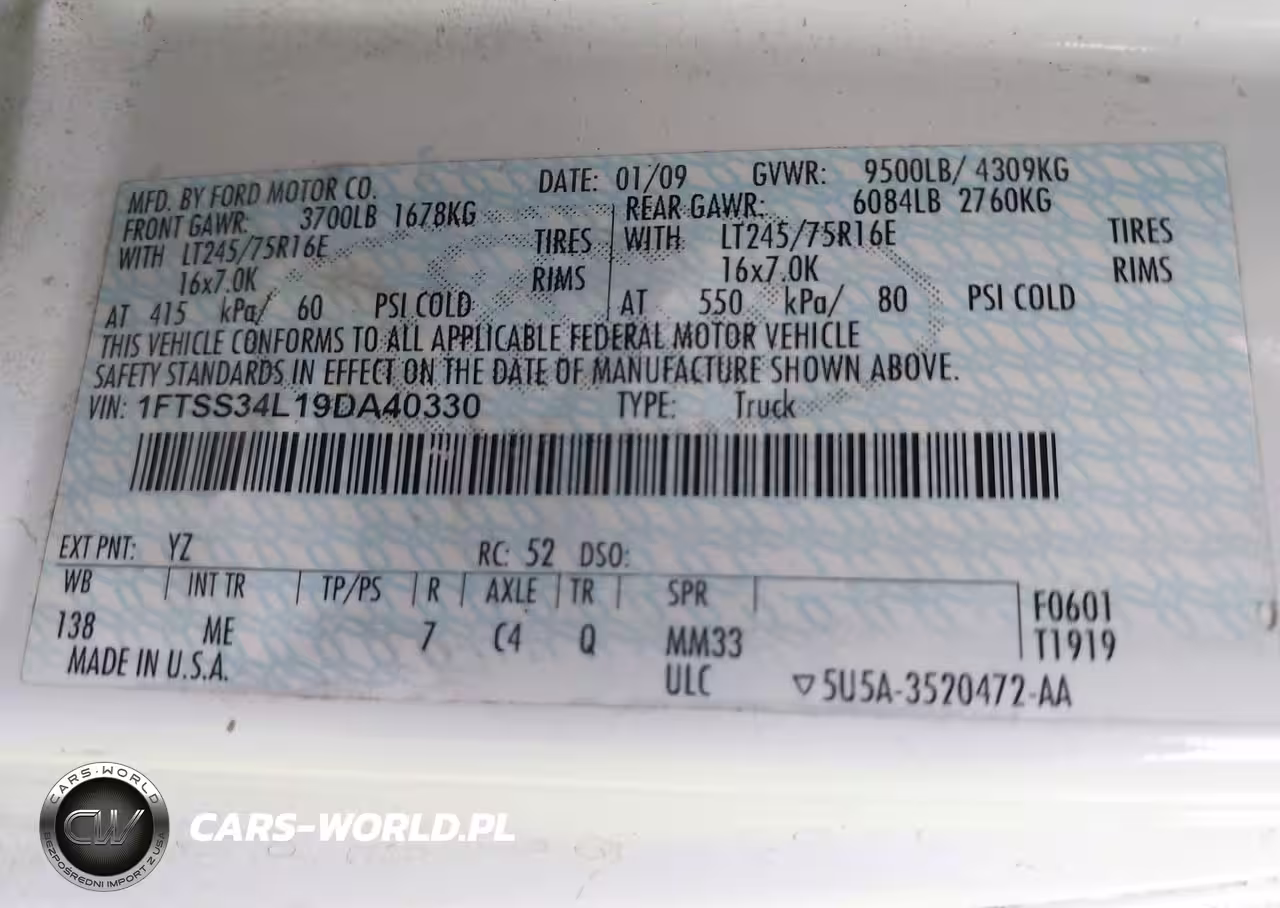 MFD. BY FORD MOTOR CO. DATE: 01/09 GVWR: 9500LB/ 4309KG
FRONT GAWR: 3700LB 1678KG REAR GAWR: 6084LB 2760KG
WITH LT245/75R16E TIRES WITH LT245/75R16E TIRES
16x7.0K RIMS 16x7.0K RIMS
AT 415 kPa/ 60 PSI COLD AT 550 kPa/ 80 PSI COLD
THIS VEHICLE CONFORMS TO ALL APPLICABLE FEDERAL MOTOR VEHICLE
SAFETY STANDARDS IN EFFECT ON THE DATE OF MANUFACTURE SHOWN ABOVE.
VIN: 1FTSS34L19DA40330 TYPE: Truck
EXT PNT: YZ RC: 52 DSO:
WB INT TR TP/PS R AXLE TR SPR
F0601
138 ME 7 C4 Q MM33 T1919
MADE IN U.S.A. ULC ▽5U5A-3520472-AA
CARS-WORLD
CW
BEZPOŚREDNI IMPORT Z USA
CARS-WORLD.PL